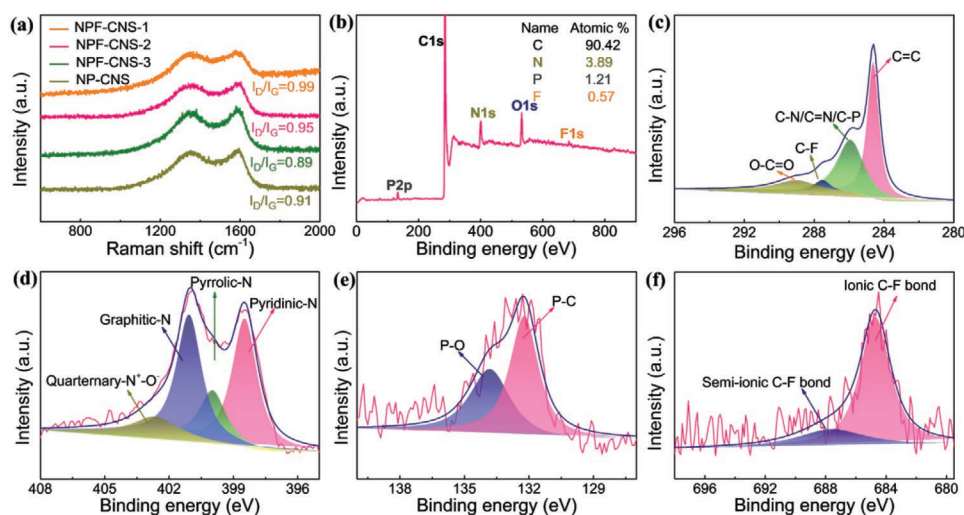 (a)
NPF-CNS-1
NPF-CNS-2
NPF-CNS-3
NP-CNS
I_D/I_G=0.99
I_D/I_G=0.95
I_D/I_G=0.89
I_D/I_G=0.91
Intensity (a.u.)
800 1200 1600 2000
Raman shift (cm⁻¹)
(b)
C1s
Name Atomic %
C 90.42
N 3.89
P 1.21
F 0.57
N1s
O1s
F1s
P2p
Intensity (a.u.)
0 200 400 600 800
Binding energy (eV)
(c)
C=C
C-N/C=N/C-P
C-F
O-C=O
Intensity (a.u.)
296 292 288 284 280
Binding energy (eV)
(d)
Pyrrolic-N
Pyridinic-N
Graphitic-N
Quarternary-N⁺-O⁻
Intensity (a.u.)
408 405 402 399 396
Binding energy (eV)
(e)
P-C
P-O
Intensity (a.u.)
138 135 132 129
Binding energy (eV)
(f)
Ionic C-F bond
Semi-ionic C-F bond
Intensity (a.u.)
696 692 688 684 680
Binding energy (eV)